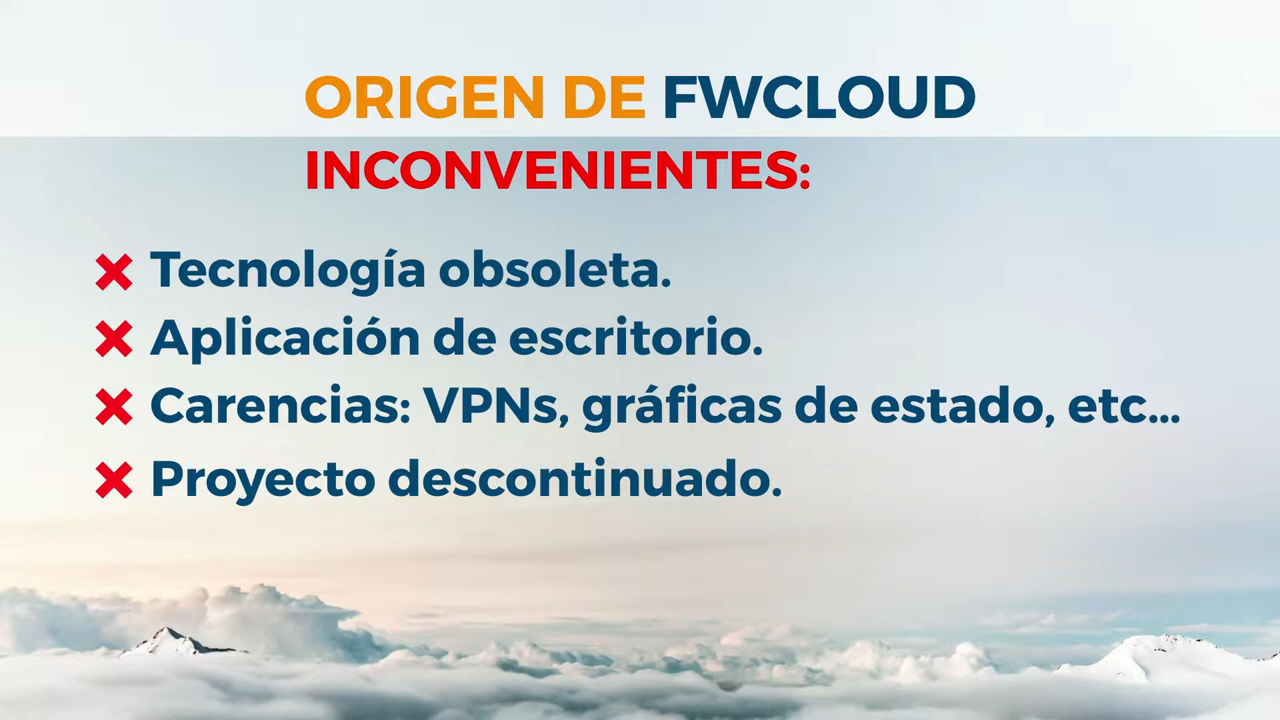 ORIGEN DE FWCLOUD
INCONVENIENTES:
Tecnología obsoleta.
Aplicación de escritorio.
Carencias: VPNs, gráficas de estado, etc...
Proyecto descontinuado.